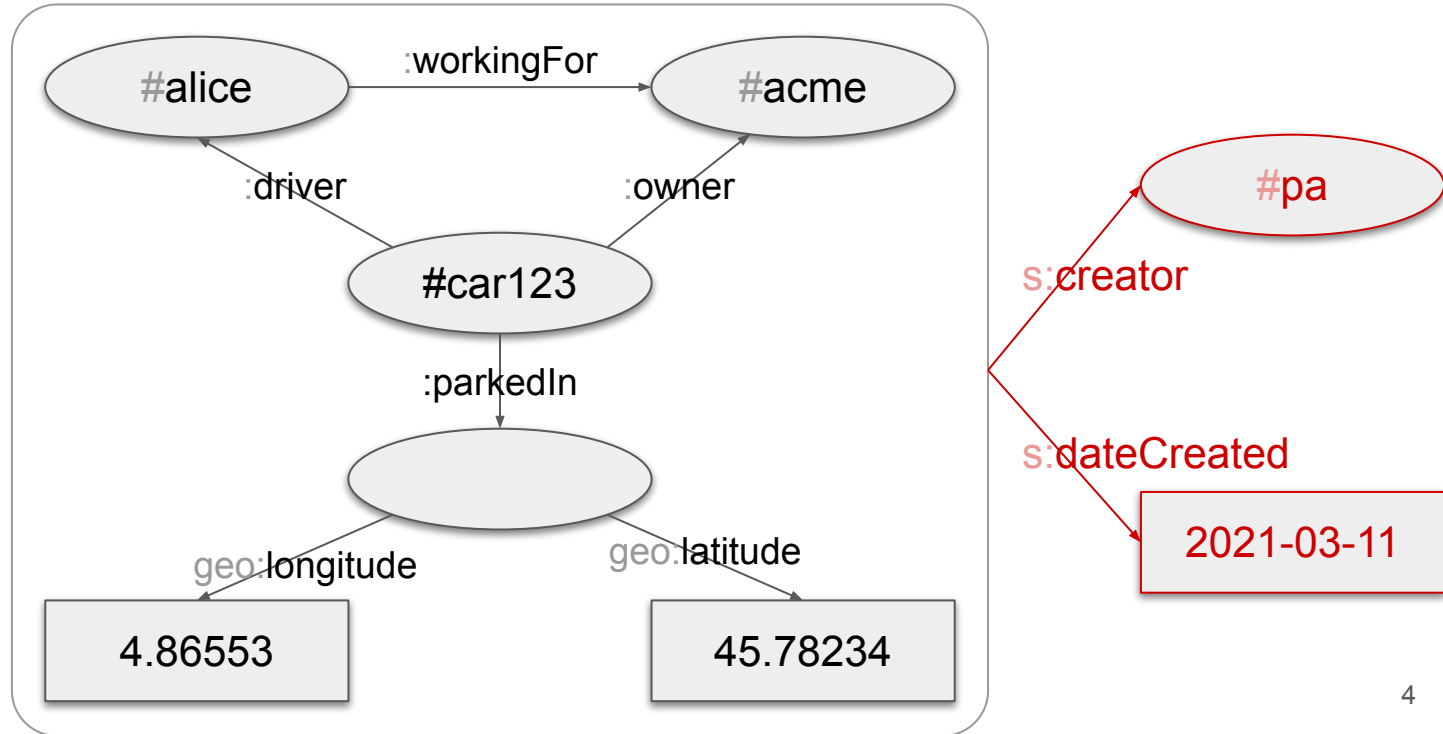 :workingFor
#alice
#acme
:driver
:owner
#pa
#car123
s:creator
:parkedIn
s:dateCreated
geo:longitude
geo:latitude
2021-03-11
4.86553
45.78234
4